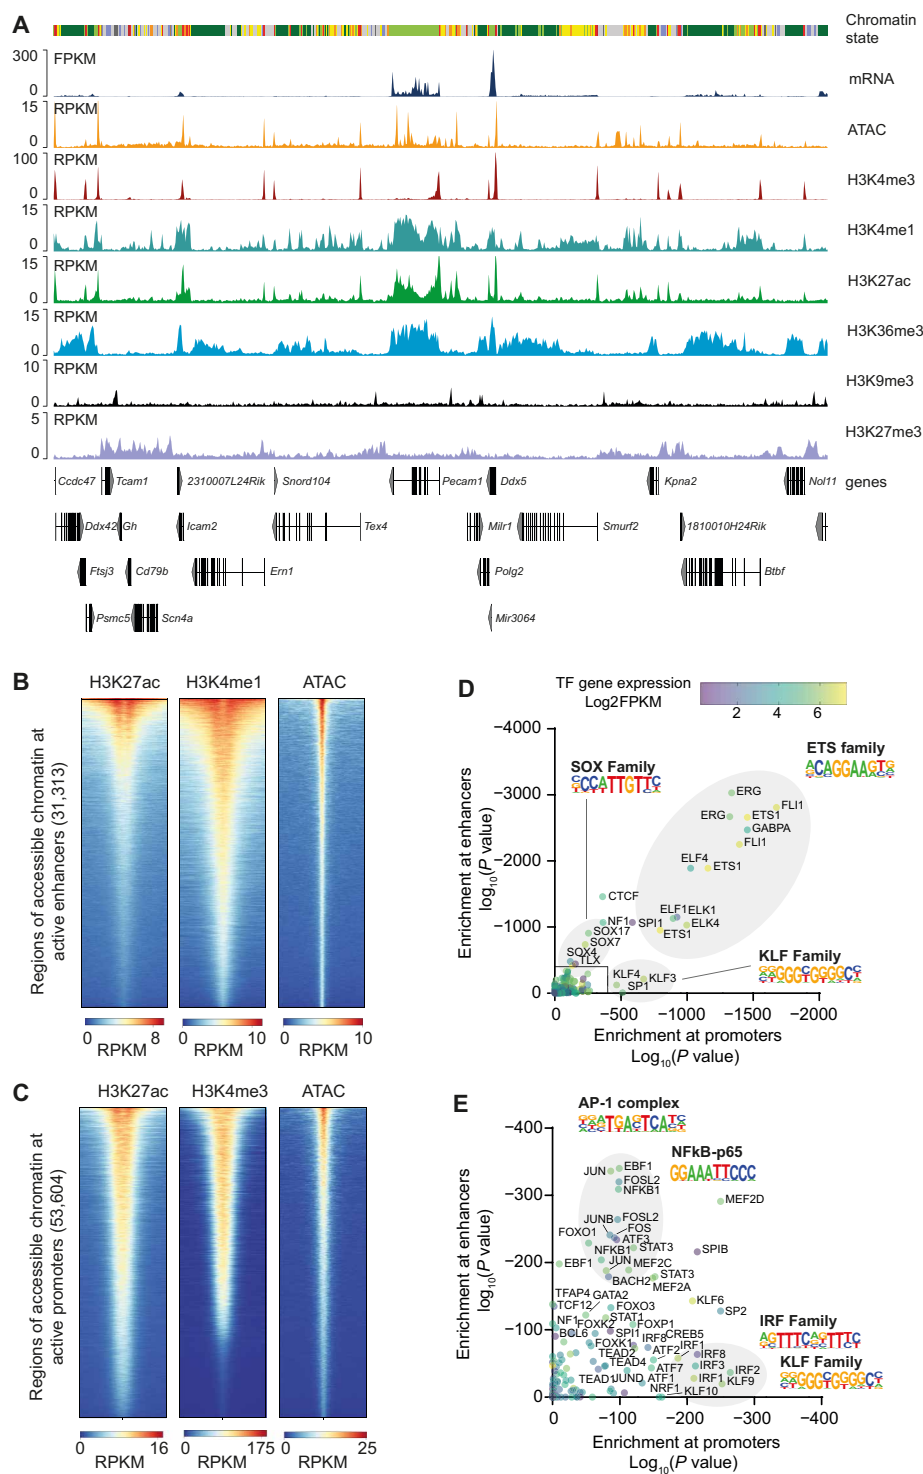 A
Chromatin
state
300
FPKM
0
mRNA
15
RPKM
0
ATAC
100
RPKM
0
H3K4me3
15
RPKM
0
H3K4me1
15
RPKM
0
H3K27ac
15
RPKM
0
H3K36me3
10
RPKM
0
H3K9me3
5
RPKM
0
H3K27me3
Ccdc47 Tcam1 2310007L24Rik Snord104 Pecam1 Ddx5 Kpna2 Nol11 genes
Ddx42 Gh Icam2 Tex4 Milr1 Smurf2 1810010H24Rik
Ftsj3 Cd79b Ern1 Polg2 Btbf
Psmc5 Scn4a Mir3064
B
H3K27ac H3K4me1 ATAC
Regions of accessible chromatin at
active enhancers (31,313)
0 8 0 10 0 10
RPKM RPKM RPKM
C
H3K27ac H3K4me3 ATAC
Regions of accessible chromatin at
active promoters (53,604)
0 16 0 175 0 25
RPKM RPKM RPKM
D
TF gene expression
Log2FPKM
2 4 6
Enrichment at enhancers
log10(P value)
−4000
−3000
−2000
−1000
0
SOX Family
CCATTGTT
ETS family
ACAGGAAGTG
ERG
FLI1
ERG
ETS1
GABPA
FLI1
ELF4
ETS1
CTCF
ELF1
ELK1
NF1
SPI1
ELK4
SOX17
ETS1
SOX7
SOX4
TLX
KLF Family
GGGCGGGGC
KLF4
KLF3
SP1
0 −500 −1000 −1500 −2000
Enrichment at promoters
Log10(P value)
E
Enrichment at enhancers
log10(P value)
−400
−300
−200
−100
0
AP-1 complex
TGAGTCA
NFkB-p65
GGAAATTCCC
JUN
EBF1
FOSL2
NFKB1
MEF2D
JUNB
FOSL2
FOS
FOXO1
ATF3
STAT3
SPIB
NFKB1
EBF1
JUN
MEF2C
STAT3
BACH2
MEF2A
TFAP4
GATA2
KLF6
TCF12
FOXO3
SP2
NF1
STAT1
FOXK2
FOXP1
BCL6
SPI1
CREB5
IRF8
FOXK1
IRF1
ATF2
IRF8
TEAD2
IRF3
TEAD4
ATF7
IRF2
TEAD1
JUND
ATF1
IRF1
KLF9
NRF1
KLF10
IRF Family
AGTTTCAGTTTC
KLF Family
GGGCGGGGC
0 −100 −200 −300 −400
Enrichment at promoters
Log10(P value)